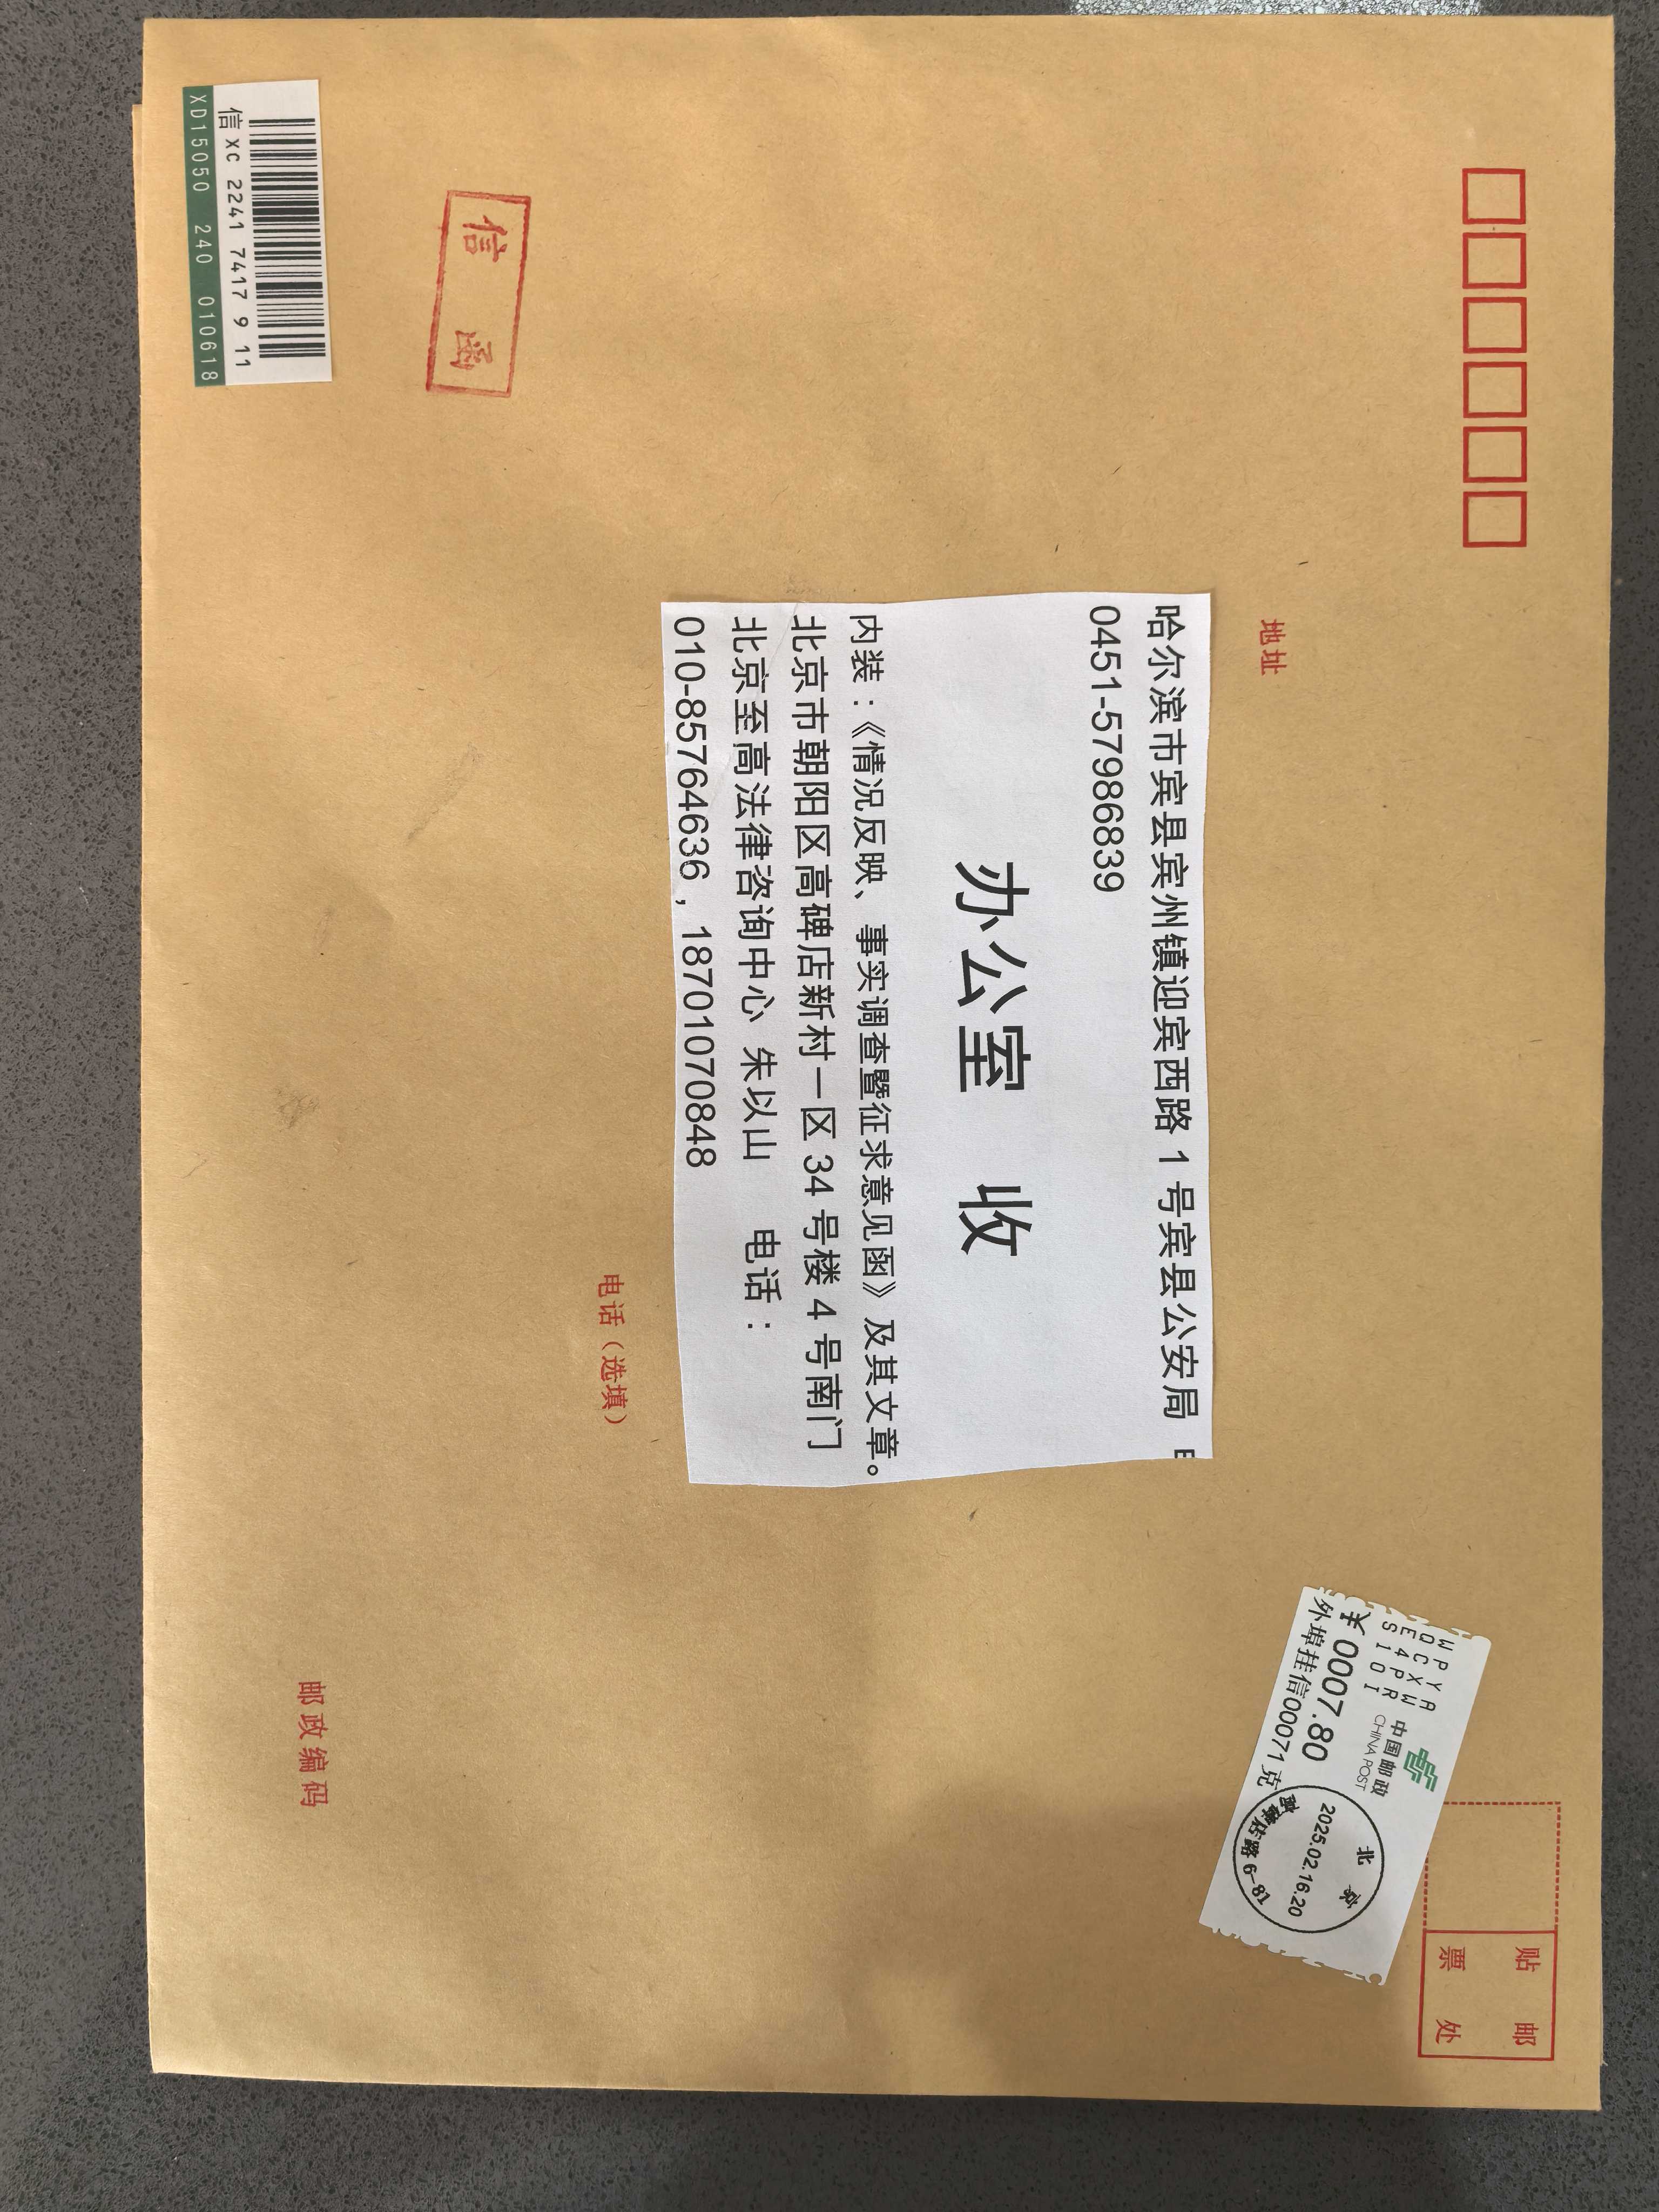 地址
哈尔滨市宾县宾州镇迎宾西路 1 号宾县公安局
0451-57986839
办公室 收
内装：《情况反映、事实调查暨征求意见函》及其文章。
北京市朝阳区高碑店新村一区 34 号楼 4 号南门
北京至高法律咨询中心 朱以山 电话：
010-85764636，18701070848
电话（选填）
邮政编码
信 函
信 XC 2241 7417 9 11
XD15050 240 010618
贴 邮
票 处
W P Y A
Q C X W
E 4 P R
S 1 0 I
中国邮政
CHINA POST
¥ 0007.80
外埠挂信00071克
北 京
2025.02.16.20